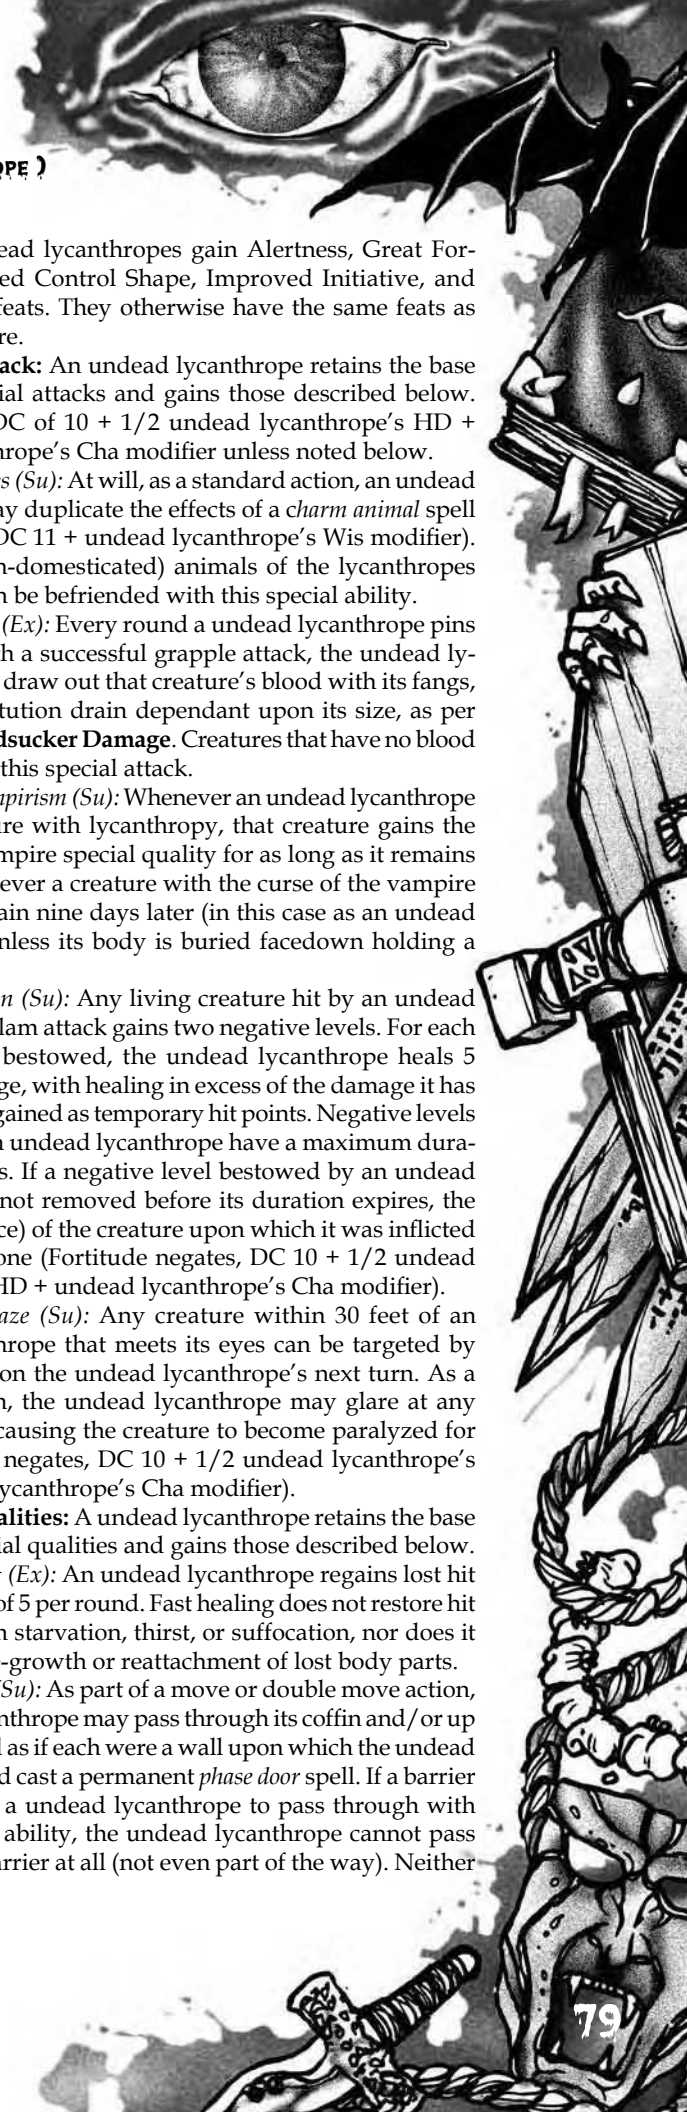 OPE )
ead lycanthropes gain Alertness, Great For-
ed Control Shape, Improved Initiative, and
feats. They otherwise have the same feats as
re.
ack: An undead lycanthrope retains the base
ial attacks and gains those described below.
DC of 10 + 1/2 undead lycanthrope's HD +
hrope's Cha modifier unless noted below.
es (Su): At will, as a standard action, an undead
ay duplicate the effects of a charm animal spell
DC 11 + undead lycanthrope's Wis modifier).
n-domesticated) animals of the lycanthropes
n be befriended with this special ability.
(Ex): Every round a undead lycanthrope pins
th a successful grapple attack, the undead ly-
draw out that creature's blood with its fangs,
tution drain dependant upon its size, as per
dsucker Damage. Creatures that have no blood
this special attack.
mpirism (Su): Whenever an undead lycanthrope
ure with lycanthropy, that creature gains the
mpire special quality for as long as it remains
ever a creature with the curse of the vampire
ain nine days later (in this case as an undead
nless its body is buried facedown holding a
n (Su): Any living creature hit by an undead
lam attack gains two negative levels. For each
bestowed, the undead lycanthrope heals 5
ge, with healing in excess of the damage it has
gained as temporary hit points. Negative levels
n undead lycanthrope have a maximum dura-
s. If a negative level bestowed by an undead
not removed before its duration expires, the
ce) of the creature upon which it was inflicted
one (Fortitude negates, DC 10 + 1/2 undead
HD + undead lycanthrope's Cha modifier).
aze (Su): Any creature within 30 feet of an
hrope that meets its eyes can be targeted by
on the undead lycanthrope's next turn. As a
n, the undead lycanthrope may glare at any
causing the creature to become paralyzed for
negates, DC 10 + 1/2 undead lycanthrope's
ycanthrope's Cha modifier).
alities: A undead lycanthrope retains the base
ial qualities and gains those described below.
(Ex): An undead lycanthrope regains lost hit
of 5 per round. Fast healing does not restore hit
m starvation, thirst, or suffocation, nor does it
-growth or reattachment of lost body parts.
(Su): As part of a move or double move action,
nthrope may pass through its coffin and/or up
l as if each were a wall upon which the undead
d cast a permanent phase door spell. If a barrier
a undead lycanthrope to pass through with
ability, the undead lycanthrope cannot pass
arrier at all (not even part of the way). Neither
79